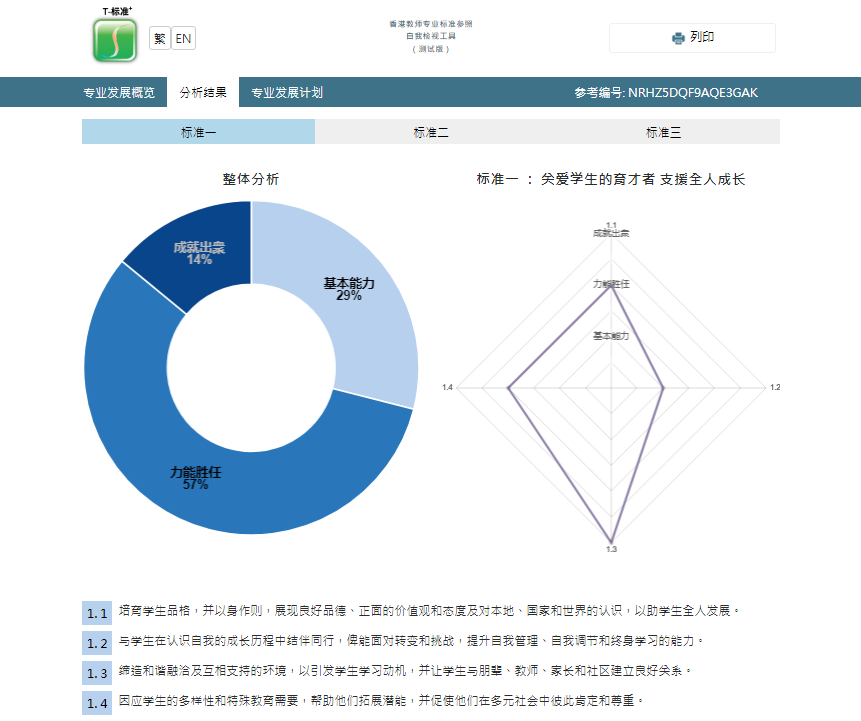 T-标准+
繁 EN
香港教师专业标准参照
自我检视工具
(测试版)
列印
专业发展概览 分析结果 专业发展计划 参考编号: NRHZ5DQF9AQE3GAK
标准一 标准二 标准三
整体分析
标准一 : 关爱学生的育才者 支援全人成长
成就出众
14%
基本能力
29%
力能胜任
57%
1.1
成就出众
力能胜任
基本能力
1.4
1.2
1.3
1.1 培育学生品格，并以身作则，展现良好品德、正面的价值观和态度及对本地、国家和世界的认识，以助学生全人发展。
1.2 与学生在认识自我的成长历程中结伴同行，俾能面对转变和挑战，提升自我管理、自我调节和终身学习的能力。
1.3 缔造和谐融洽及互相支持的环境，以引发学生学习动机，并让学生与朋辈、教师、家长和社区建立良好关系。
1.4 因应学生的多样性和特殊教育需要，帮助他们拓展潜能，并促使他们在多元社会中彼此肯定和尊重。